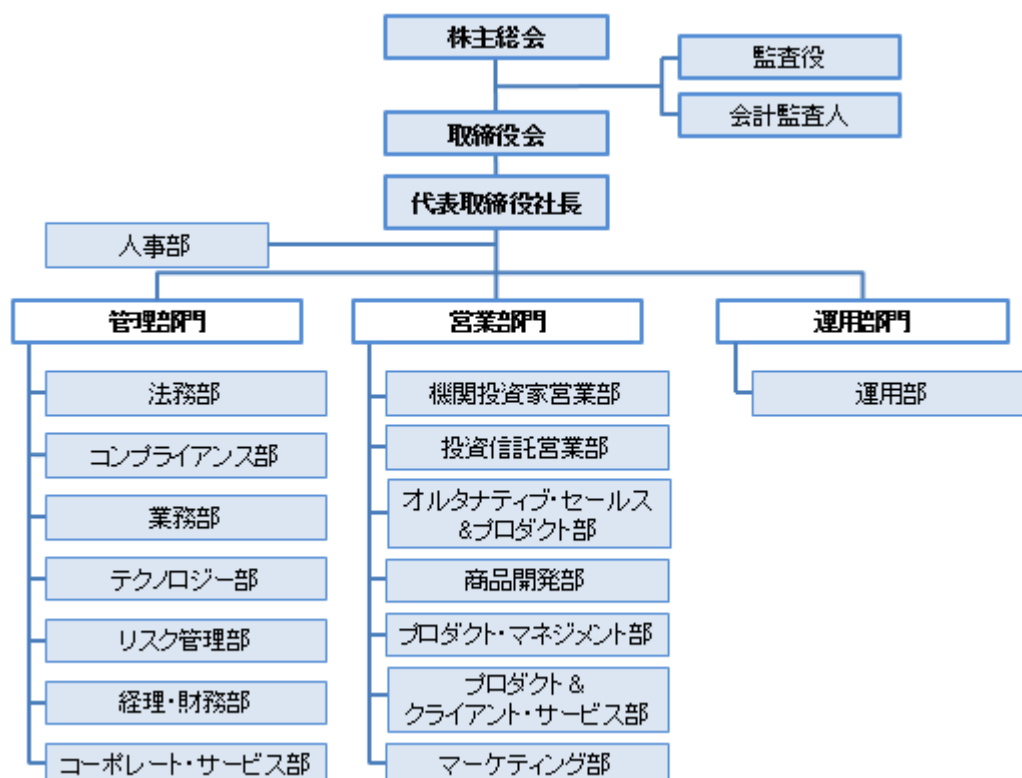 株主総会
監査役
会計監査人
取締役会
代表取締役社長
人事部
管理部門
営業部門
運用部門
法務部
コンプライアンス部
業務部
テクノロジー部
リスク管理部
経理・財務部
コーポレート・サービス部
機関投資家営業部
投資信託営業部
オルタナティブ・セールス
&プロダクト部
商品開発部
プロダクト・マネジメント部
プロダクト &
クライアント・サービス部
マーケティング部
運用部